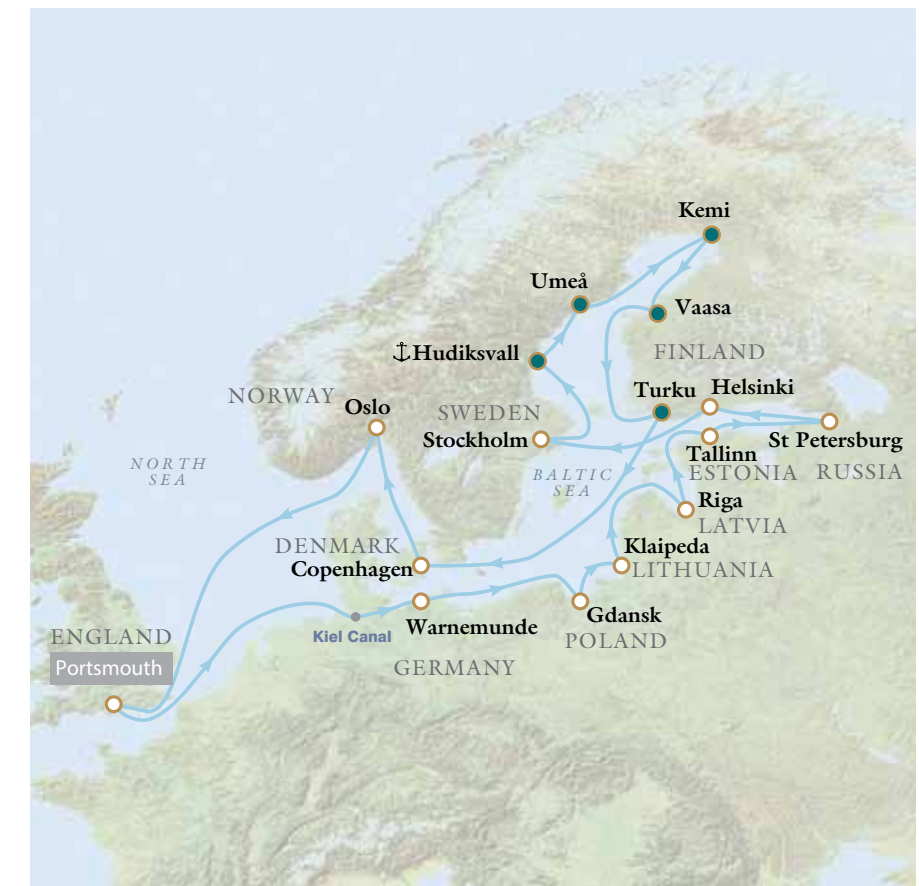 Kemi
Umeå
Vaasa
Hudiksvall
FINLAND
NORWAY
Oslo
Turku
Helsinki
SWEDEN
Stockholm
St Petersburg
Tallinn
NORTH
SEA
BALTIC
SEA
ESTONIA
RUSSIA
Riga
LATVIA
DENMARK
Copenhagen
Klaipeda
LITHUANIA
Kiel Canal
Warnemunde
Gdansk
POLAND
ENGLAND
Portsmouth
GERMANY